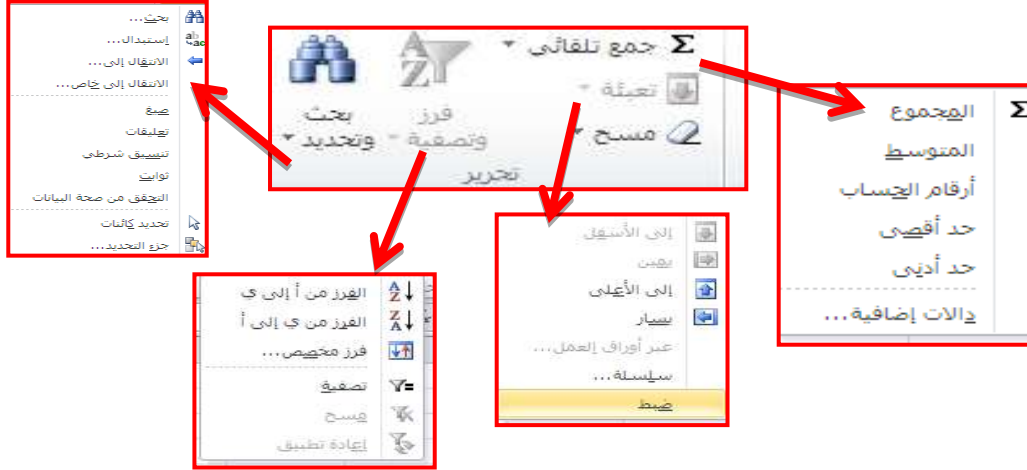 Σ جمع تلقائي
تعبئة
مسح
فرز
وتصفية
بحث
وتحديد
تحرير
Σ المجموع
المتوسط
أرقام الحساب
حد أقصى
حد أدنى
دالات إضافية...
إلى الأسفل
يمين
إلى الأعلى
يسار
عبر أوراق العمل...
سلسلة...
ضبط
الفرز من أ إلى ي
الفرز من ي إلى أ
فرز مخصص...
تصفية
مسح
إعادة تطبيق
بحث...
إستبدال...
الانتقال إلى...
الانتقال إلى خاص...
صيغ
تعليقات
تنسيق شرطي
ثوابت
التحقق من صحة البيانات
تحديد كائنات
جزء التحديد...